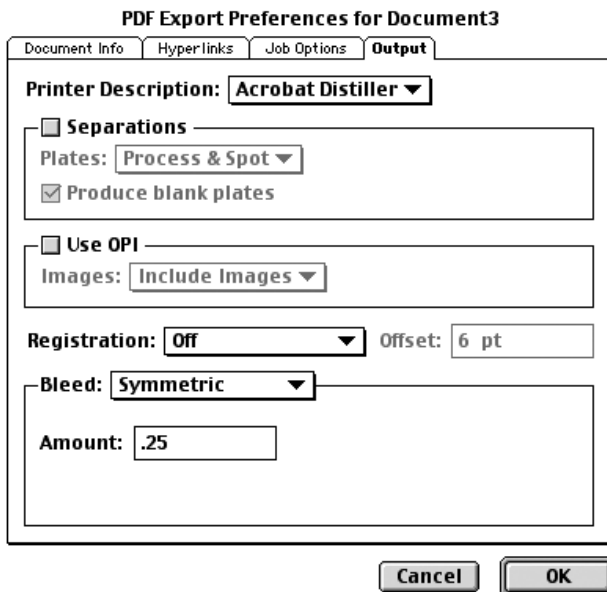 PDF Export Preferences for Document3
Document Info Hyperlinks Job Options Output
Printer Description: Acrobat Distiller
Separations
Plates: Process & Spot
Produce blank plates
Use OPI
Images: Include Images
Registration: Off Offset: 6 pt
Bleed: Symmetric
Amount: .25
Cancel OK